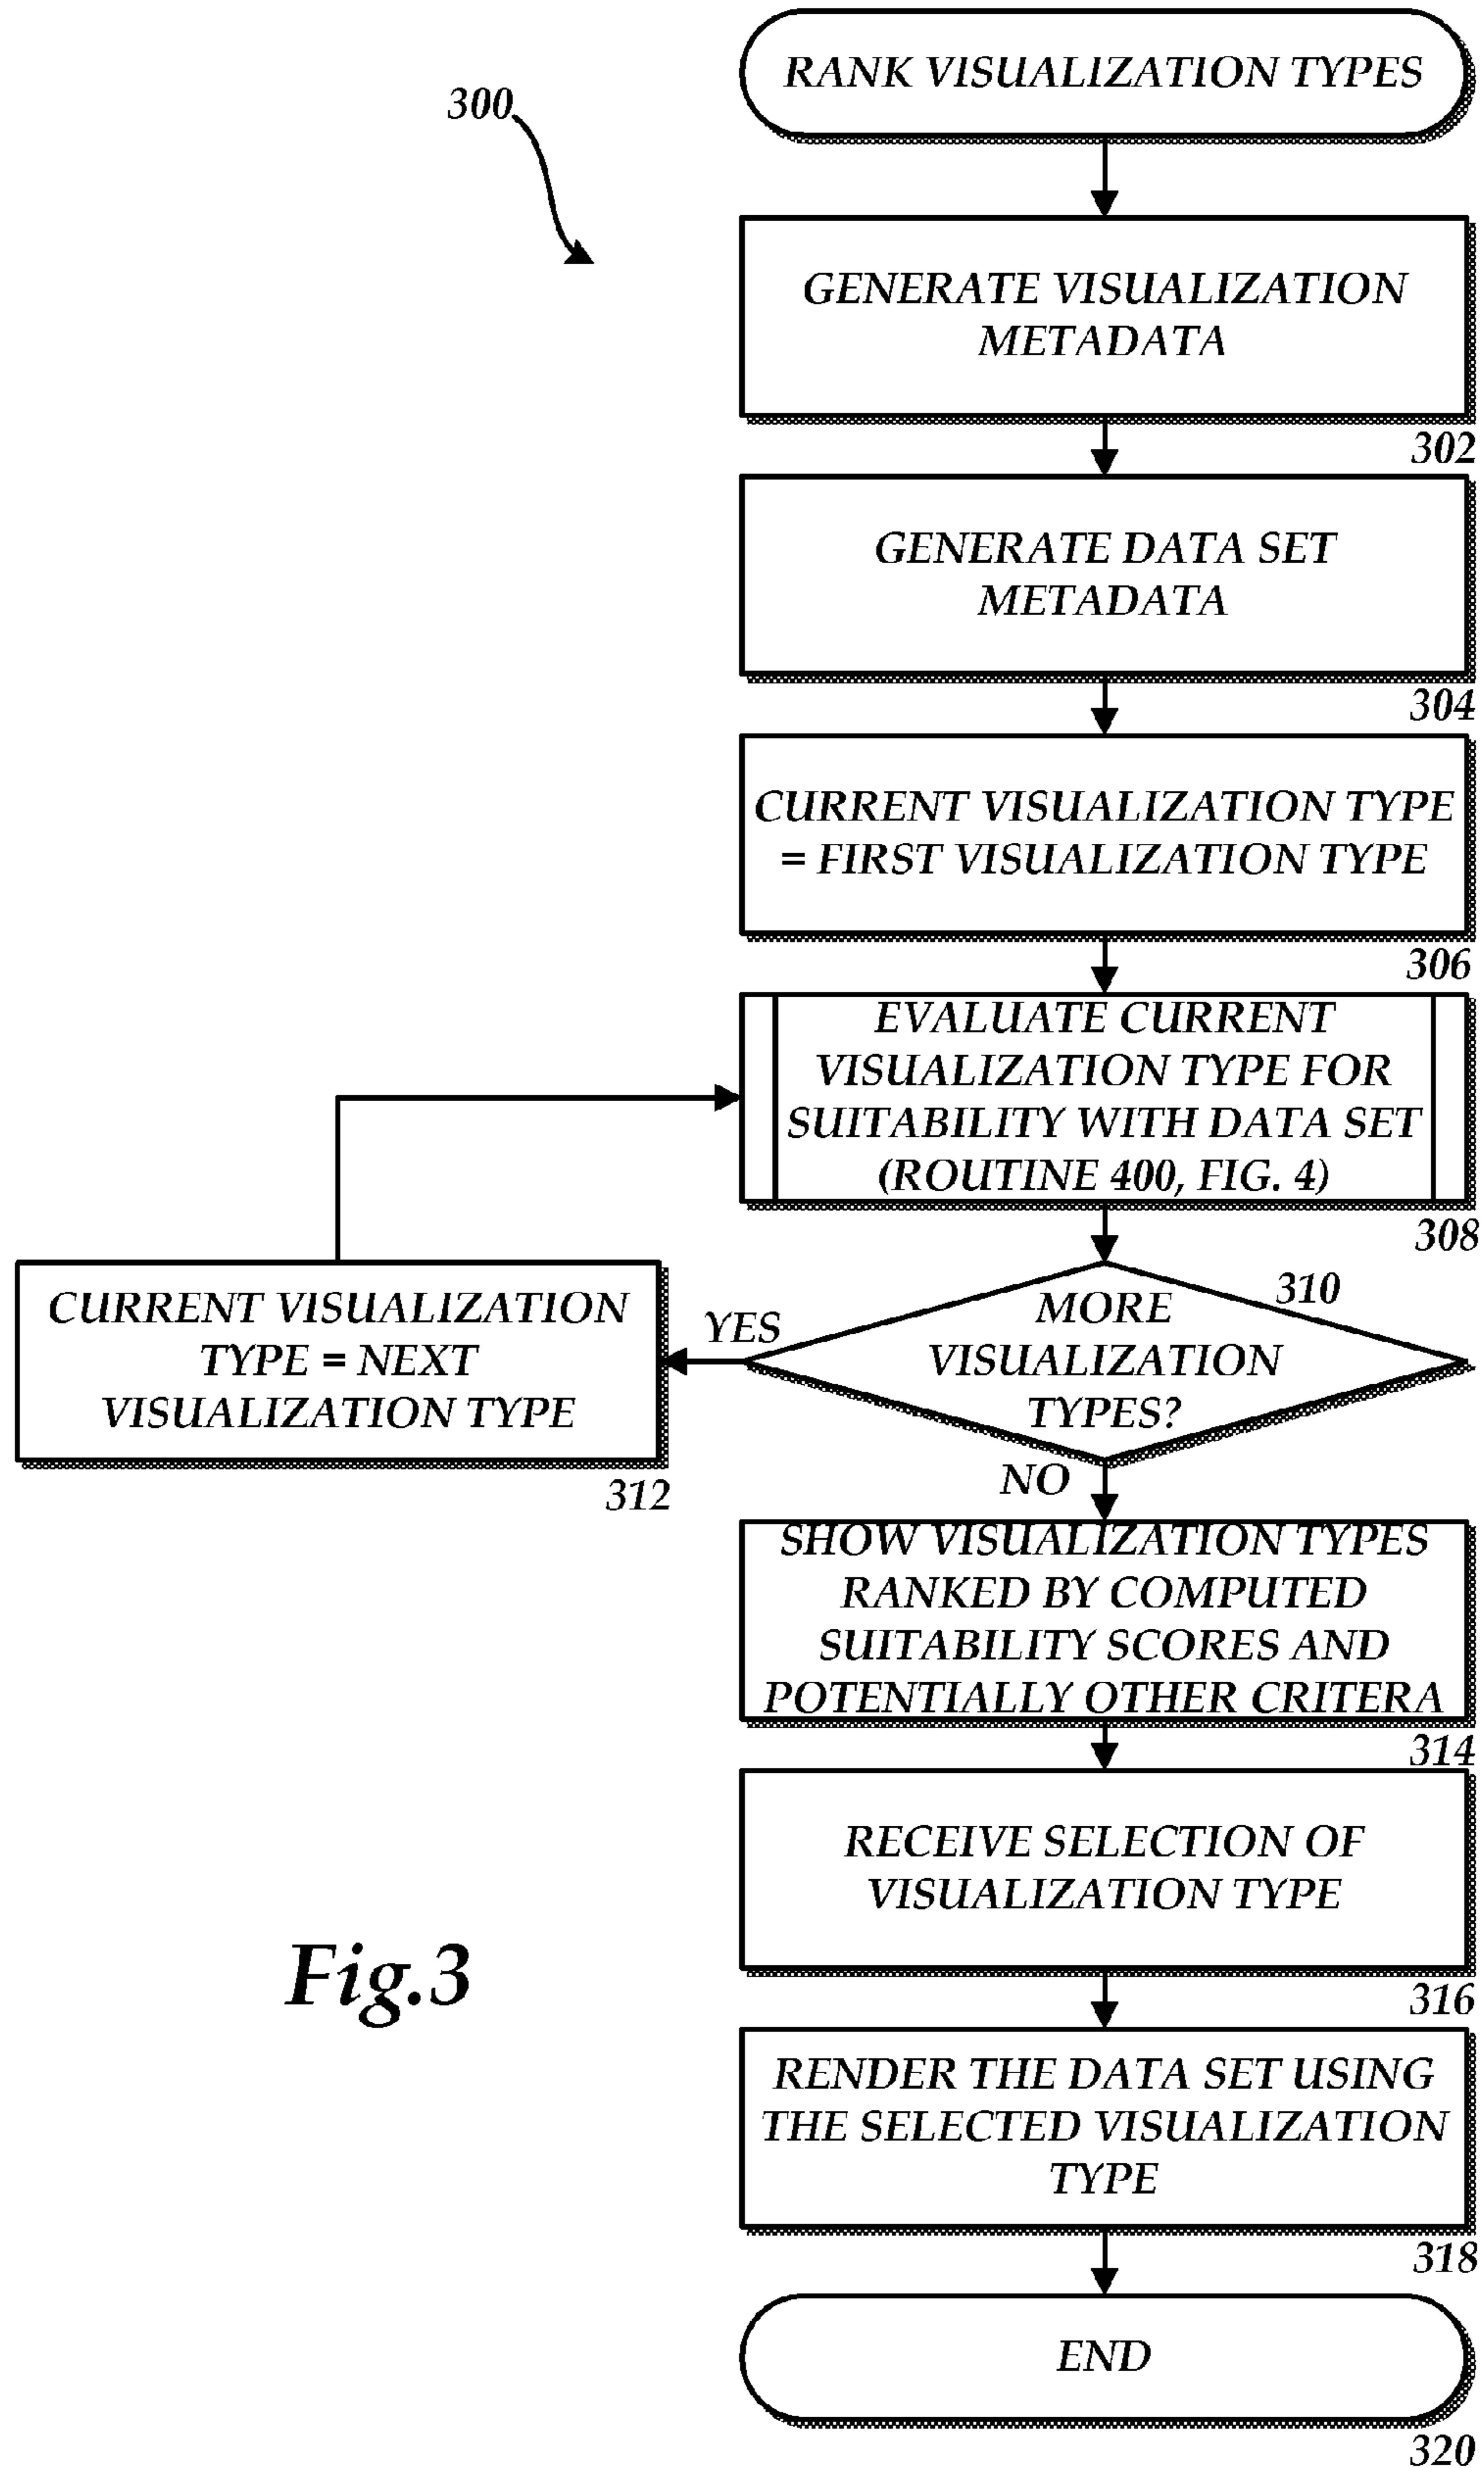 RANK VISUALIZATION TYPES
300
GENERATE VISUALIZATION
METADATA
302
GENERATE DATA SET
METADATA
304
CURRENT VISUALIZATION TYPE
= FIRST VISUALIZATION TYPE
306
EVALUATE CURRENT
VISUALIZATION TYPE FOR
SUITABILITY WITH DATA SET
(ROUTINE 400, FIG. 4)
308
310
MORE
VISUALIZATION
TYPES?
YES
CURRENT VISUALIZATION
TYPE = NEXT
VISUALIZATION TYPE
312
NO
SHOW VISUALIZATION TYPES
RANKED BY COMPUTED
SUITABILITY SCORES AND
POTENTIALLY OTHER CRITERA
314
RECEIVE SELECTION OF
VISUALIZATION TYPE
316
Fig.3
RENDER THE DATA SET USING
THE SELECTED VISUALIZATION
TYPE
318
END
320